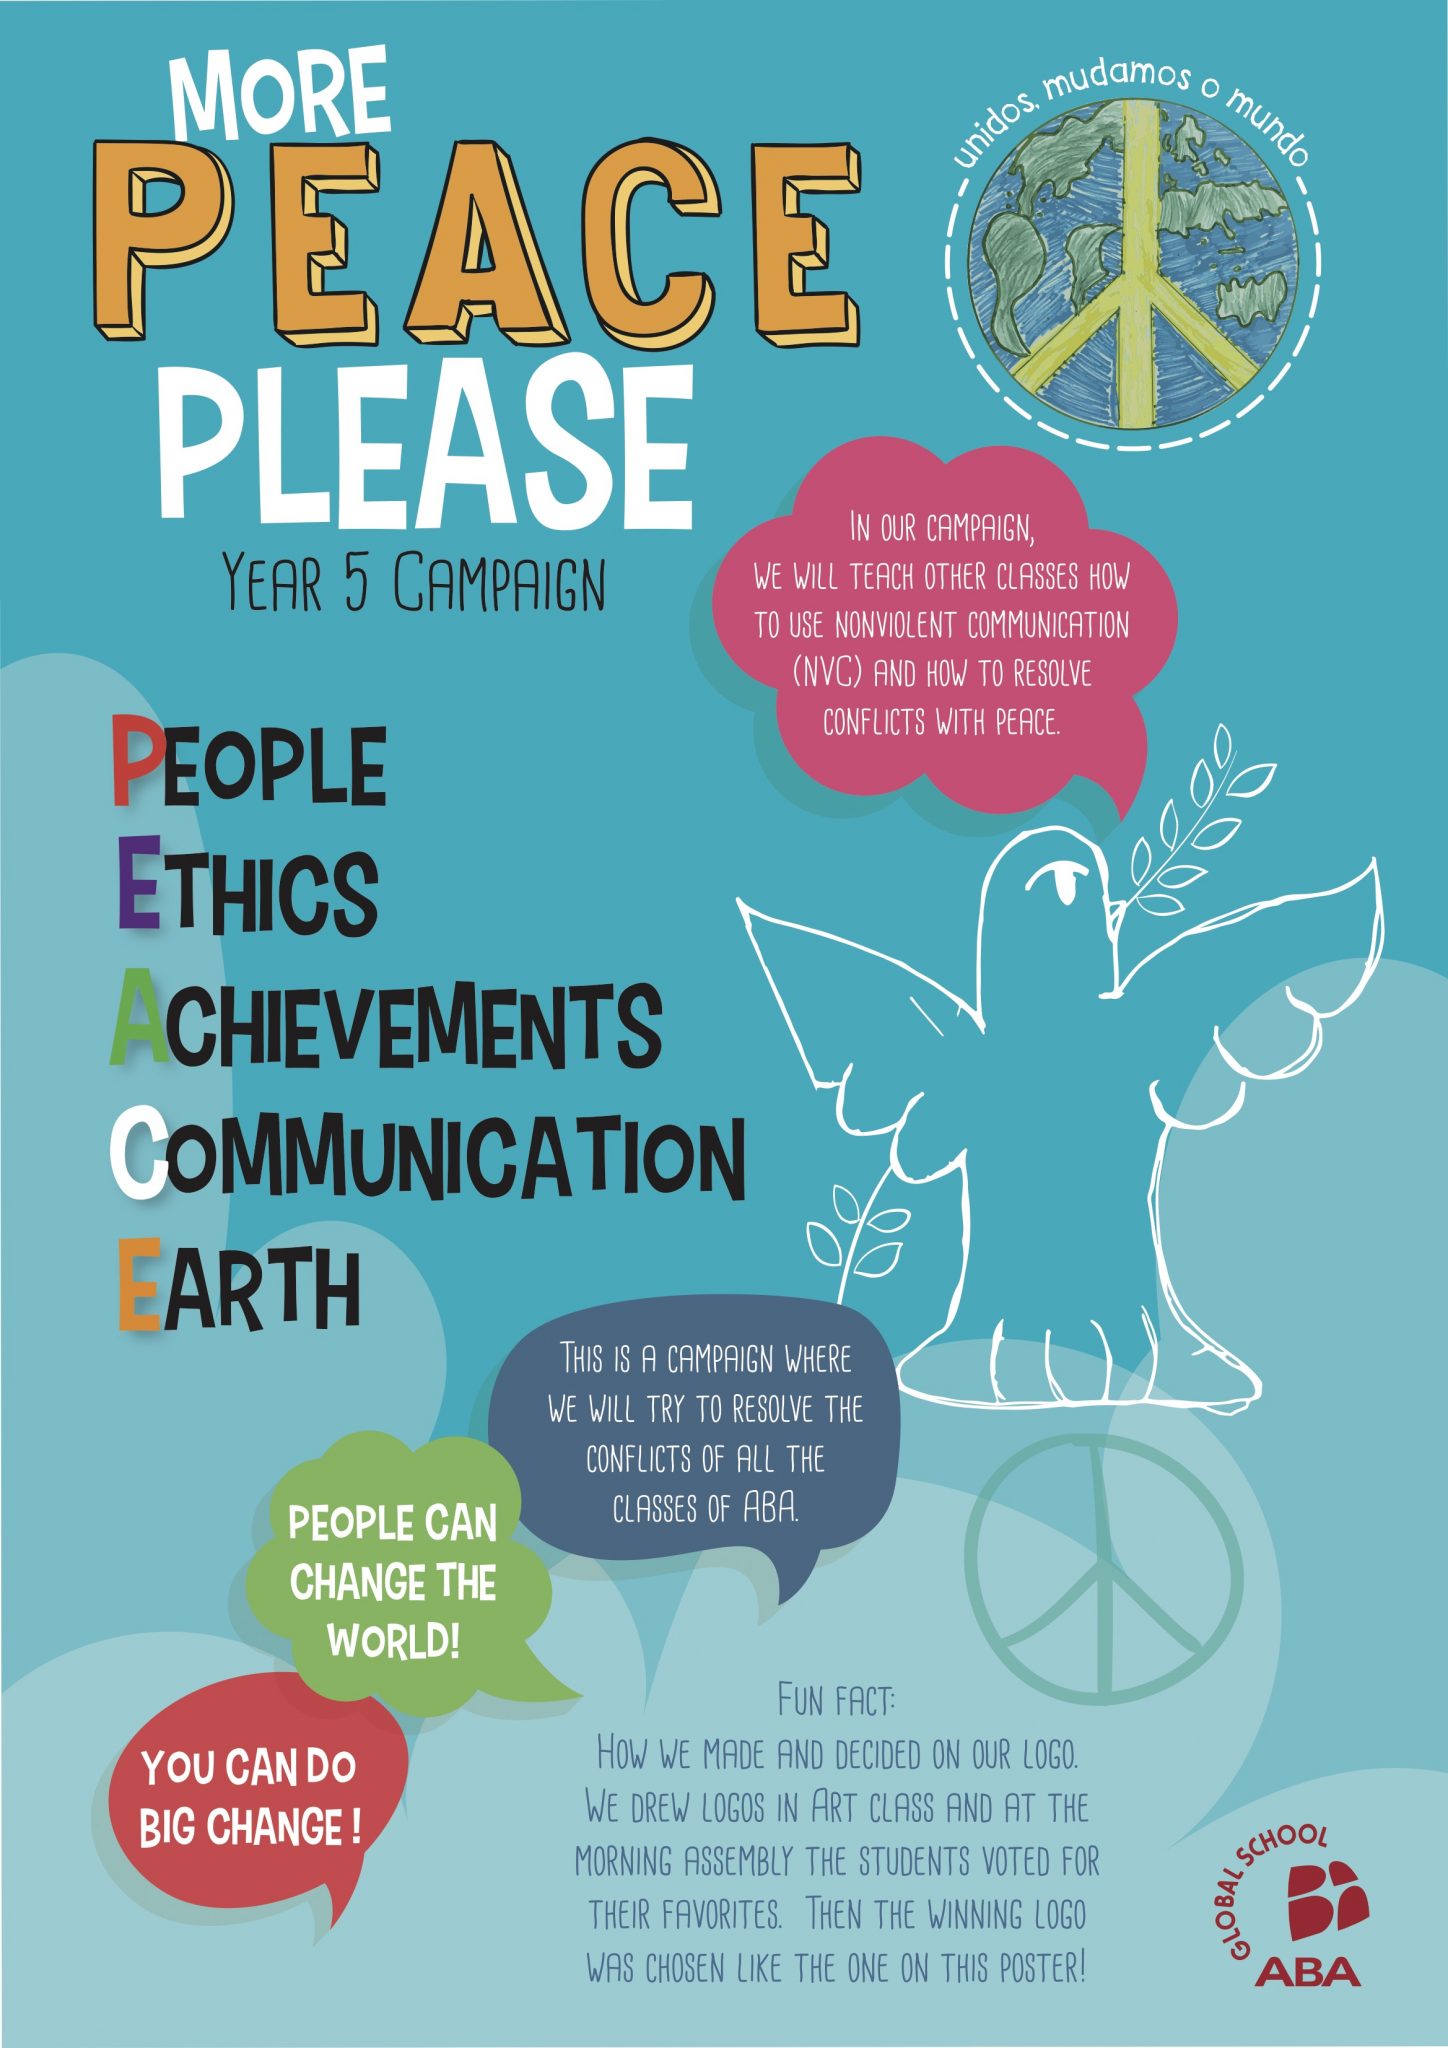 MORE
PEACE
PLEASE
YEAR 5 CAMPAIGN
unidos, mudamos o mundo
IN OUR CAMPAIGN,
WE WILL TEACH OTHER CLASSES HOW
TO USE NONVIOLENT COMMUNICATION
(NVC) AND HOW TO RESOLVE
CONFLICTS WITH PEACE.
PEOPLE
ETHICS
ACHIEVEMENTS
COMMUNICATION
EARTH
THIS IS A CAMPAIGN WHERE
WE WILL TRY TO RESOLVE THE
CONFLICTS OF ALL THE
CLASSES OF ABA.
PEOPLE CAN
CHANGE THE
WORLD!
YOU CAN DO
BIG CHANGE!
FUN FACT:
HOW WE MADE AND DECIDED ON OUR LOGO.
WE DREW LOGOS IN ART CLASS AND AT THE
MORNING ASSEMBLY THE STUDENTS VOTED FOR
THEIR FAVORITES. THEN THE WINNING LOGO
WAS CHOSEN LIKE THE ONE ON THIS POSTER!
GLOBAL SCHOOL
ABA